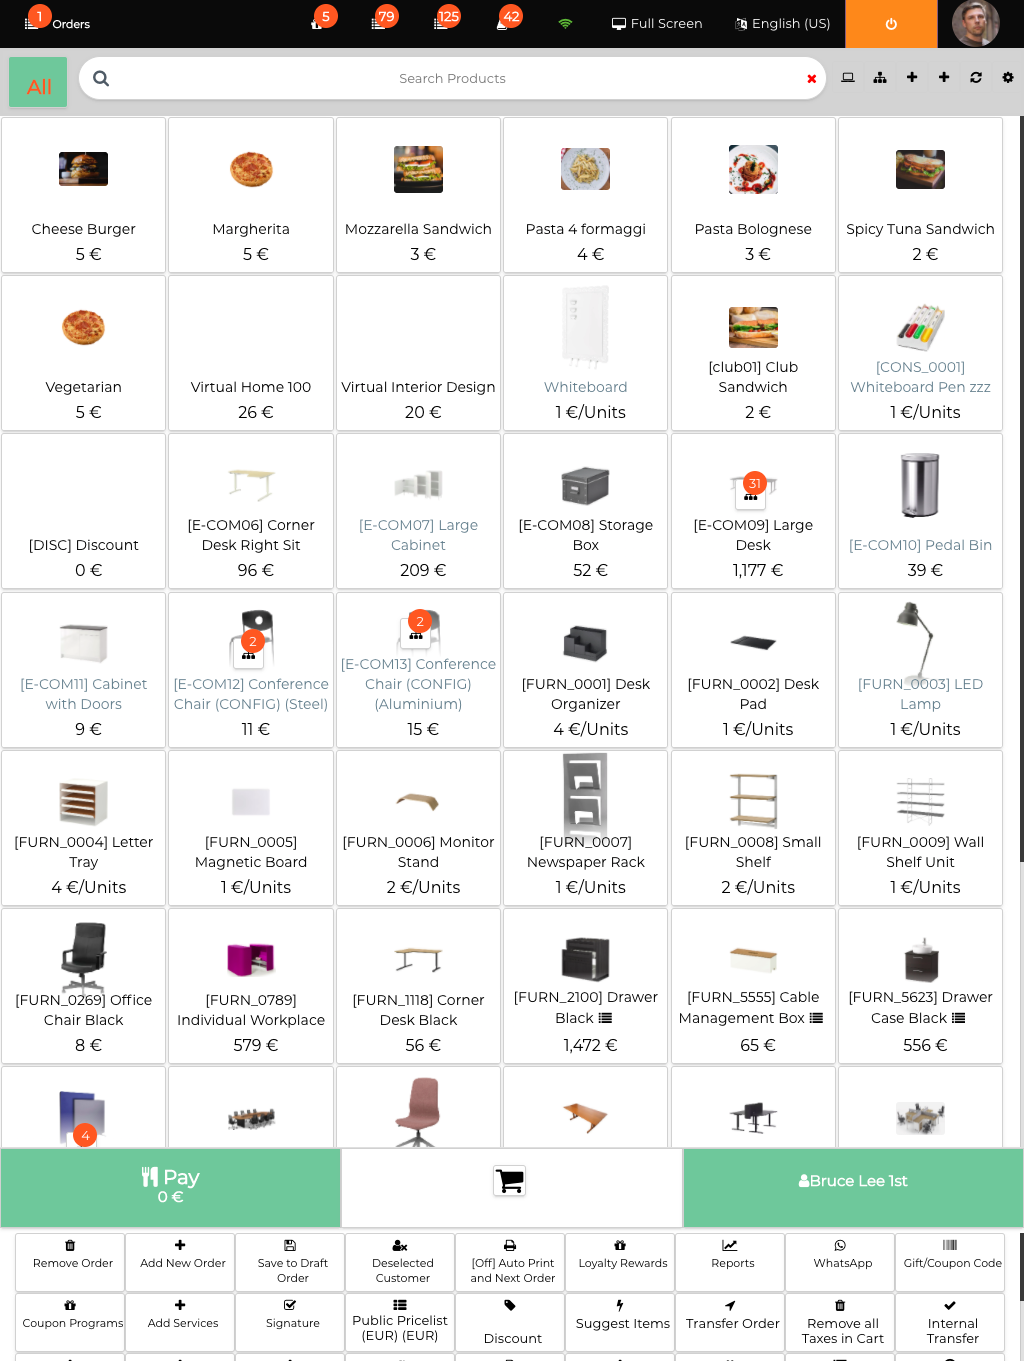 1 Orders 5 79 125 42 Full Screen English (US)
All Search Products
Cheese Burger
5 €
Margherita
5 €
Mozzarella Sandwich
3 €
Pasta 4 formaggi
4 €
Pasta Bolognese
3 €
Spicy Tuna Sandwich
2 €
Vegetarian
5 €
Virtual Home 100
26 €
Virtual Interior Design
20 €
Whiteboard
1 €/Units
[club01] Club
Sandwich
2 €
[CONS_0001]
Whiteboard Pen zzz
1 €/Units
[DISC] Discount
0 €
[E-COM06] Corner
Desk Right Sit
96 €
[E-COM07] Large
Cabinet
209 €
[E-COM08] Storage
Box
52 €
31
[E-COM09] Large
Desk
1,177 €
[E-COM10] Pedal Bin
39 €
[E-COM11] Cabinet
with Doors
9 €
2
[E-COM12] Conference
Chair (CONFIG) (Steel)
11 €
2
[E-COM13] Conference
Chair (CONFIG)
(Aluminium)
15 €
[FURN_0001] Desk
Organizer
4 €/Units
[FURN_0002] Desk
Pad
1 €/Units
[FURN_0003] LED
Lamp
1 €/Units
[FURN_0004] Letter
Tray
4 €/Units
[FURN_0005]
Magnetic Board
1 €/Units
[FURN_0006] Monitor
Stand
2 €/Units
[FURN_0007]
Newspaper Rack
1 €/Units
[FURN_0008] Small
Shelf
2 €/Units
[FURN_0009] Wall
Shelf Unit
1 €/Units
[FURN_0269] Office
Chair Black
8 €
[FURN_0789]
Individual Workplace
579 €
[FURN_1118] Corner
Desk Black
56 €
[FURN_2100] Drawer
Black
1,472 €
[FURN_5555] Cable
Management Box
65 €
[FURN_5623] Drawer
Case Black
556 €
4
Pay
0 €
Bruce Lee 1st
Remove Order
Add New Order
Save to Draft
Order
Deselected
Customer
[Off] Auto Print
and Next Order
Loyalty Rewards
Reports
WhatsApp
Gift/Coupon Code
Coupon Programs
Add Services
Signature
Public Pricelist
(EUR) (EUR)
Discount
Suggest Items
Transfer Order
Remove all
Taxes in Cart
Internal
Transfer